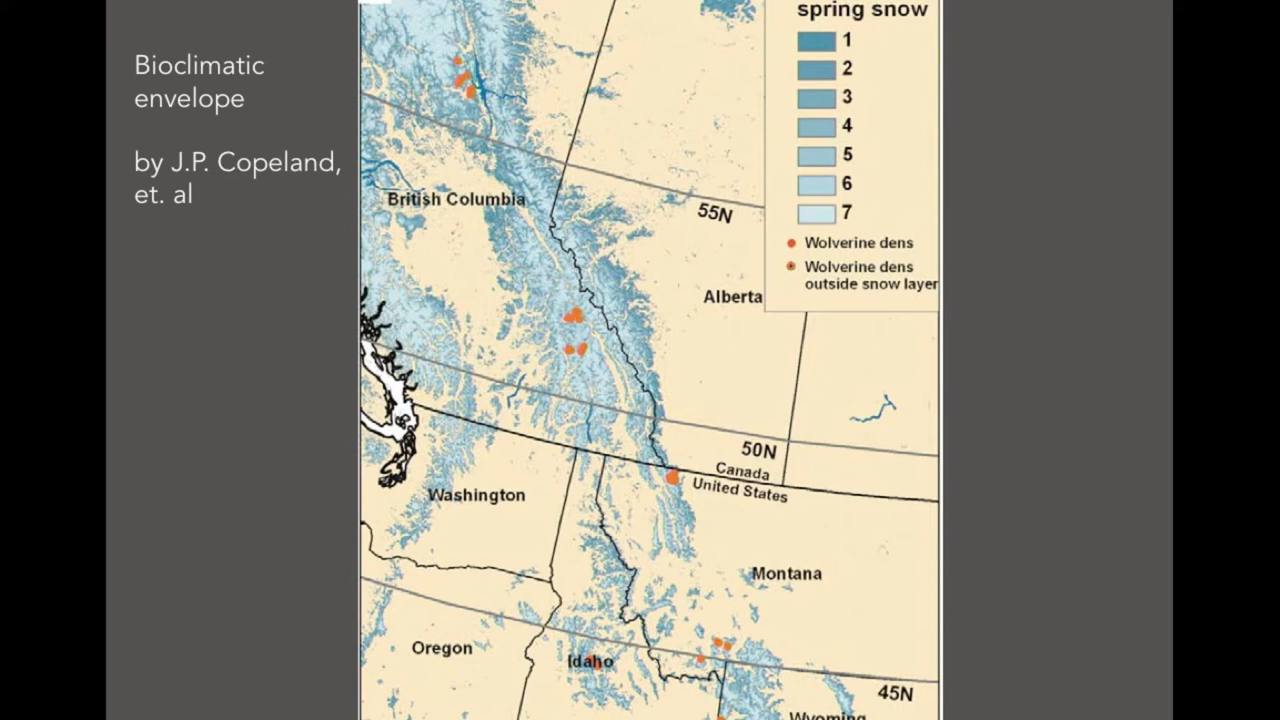 Bioclimatic
envelope
by J.P. Copeland,
et. al
spring snow
1
2
3
4
5
6
7
Wolverine dens
Wolverine dens
outside snow layer
British Columbia
55N
Alberta
50N
Canada
United States
Washington
Montana
Oregon
Idaho
45N
Wyoming